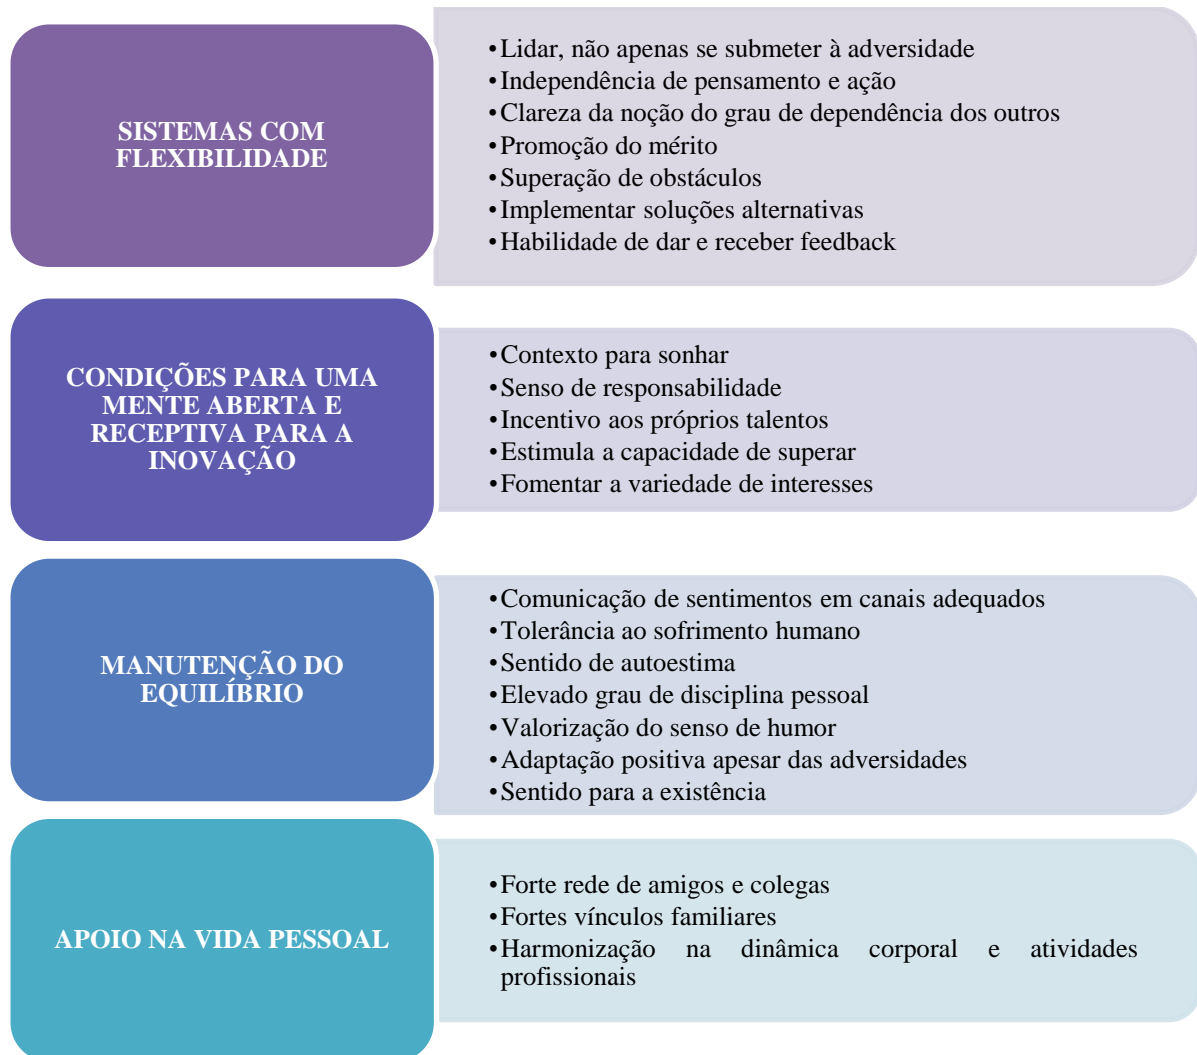 SISTEMAS COM
FLEXIBILIDADE
•Lidar, não apenas se submeter à adversidade
•Independência de pensamento e ação
•Clareza da noção do grau de dependência dos outros
•Promoção do mérito
•Superação de obstáculos
•Implementar soluções alternativas
•Habilidade de dar e receber feedback
CONDIÇÕES PARA UMA
MENTE ABERTA E
RECEPTIVA PARA A
INOVAÇÃO
•Contexto para sonhar
•Senso de responsabilidade
•Incentivo aos próprios talentos
•Estimula a capacidade de superar
•Fomentar a variedade de interesses
MANUTENÇÃO DO
EQUILÍBRIO
•Comunicação de sentimentos em canais adequados
•Tolerância ao sofrimento humano
•Sentido de autoestima
•Elevado grau de disciplina pessoal
•Valorização do senso de humor
•Adaptação positiva apesar das adversidades
•Sentido para a existência
APOIO NA VIDA PESSOAL
•Forte rede de amigos e colegas
•Fortes vínculos familiares
•Harmonização na dinâmica corporal e atividades
profissionais